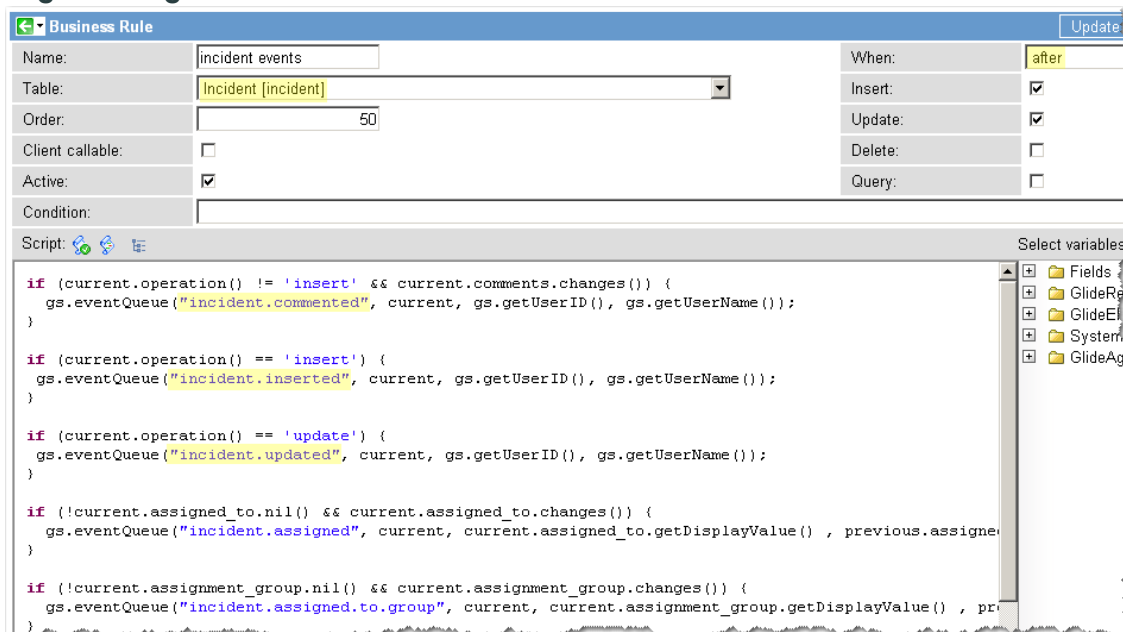 Business Rule Update
Name: incident events When: after
Table: Incident [incident] Insert:
Order: 50 Update:
Client callable: Delete:
Active: Query:
Condition:
Script: Select variables
if (current.operation() != 'insert' && current.comments.changes()) {
gs.eventQueue("incident.commented", current, gs.getUserID(), gs.getUserName());
}
if (current.operation() == 'insert') {
gs.eventQueue("incident.inserted", current, gs.getUserID(), gs.getUserName());
}
if (current.operation() == 'update') {
gs.eventQueue("incident.updated", current, gs.getUserID(), gs.getUserName());
}
if (!current.assigned_to.nil() && current.assigned_to.changes()) {
gs.eventQueue("incident.assigned", current, current.assigned_to.getDisplayValue() , previous.assigne
}
if (!current.assignment_group.nil() && current.assignment_group.changes()) {
gs.eventQueue("incident.assigned.to.group", current, current.assignment_group.getDisplayValue() , pr
}
Fields
GlideRe
GlideEl
System
GlideAg